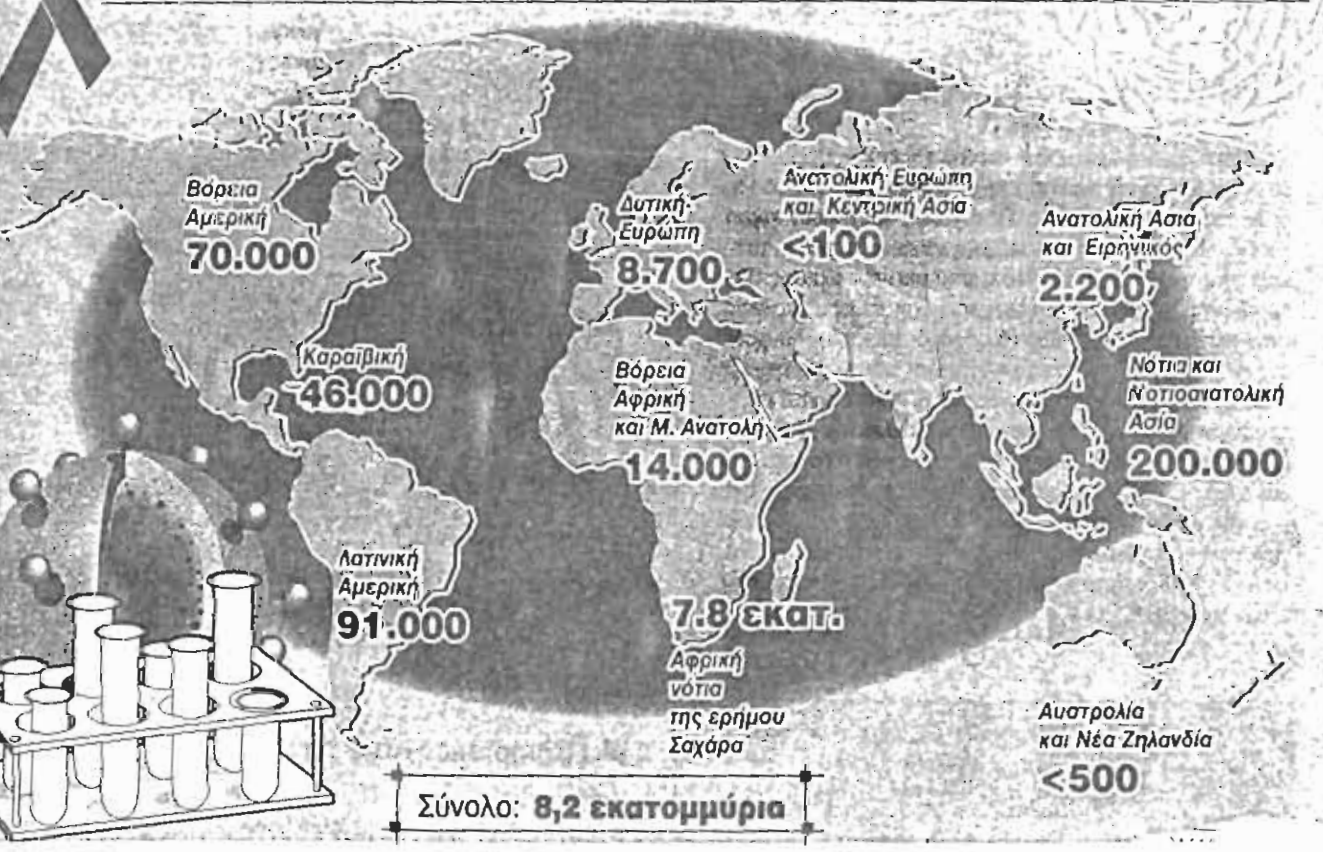 Βόρεια
Αμερική
70.000
Δυτική
Ευρώπη
8.700
Ανατολική Ευρώπη
και Κεντρική Ασία
<100
Ανατολική Ασία
και Ειρηνικός
2.200
Καραϊβική
46.000
Βόρεια
Αφρική
και Μ. Ανατολή
14.000
Νότια και
Νοτιοανατολική
Ασία
200.000
Λατινική
Αμερική
91.000
7.8 εκατ.
Αφρική
νότια
της ερήμου
Σαχάρα
Αυστρολία
και Νέα Ζηλανδία
<500
Σύνολο: 8,2 εκατομμύρια